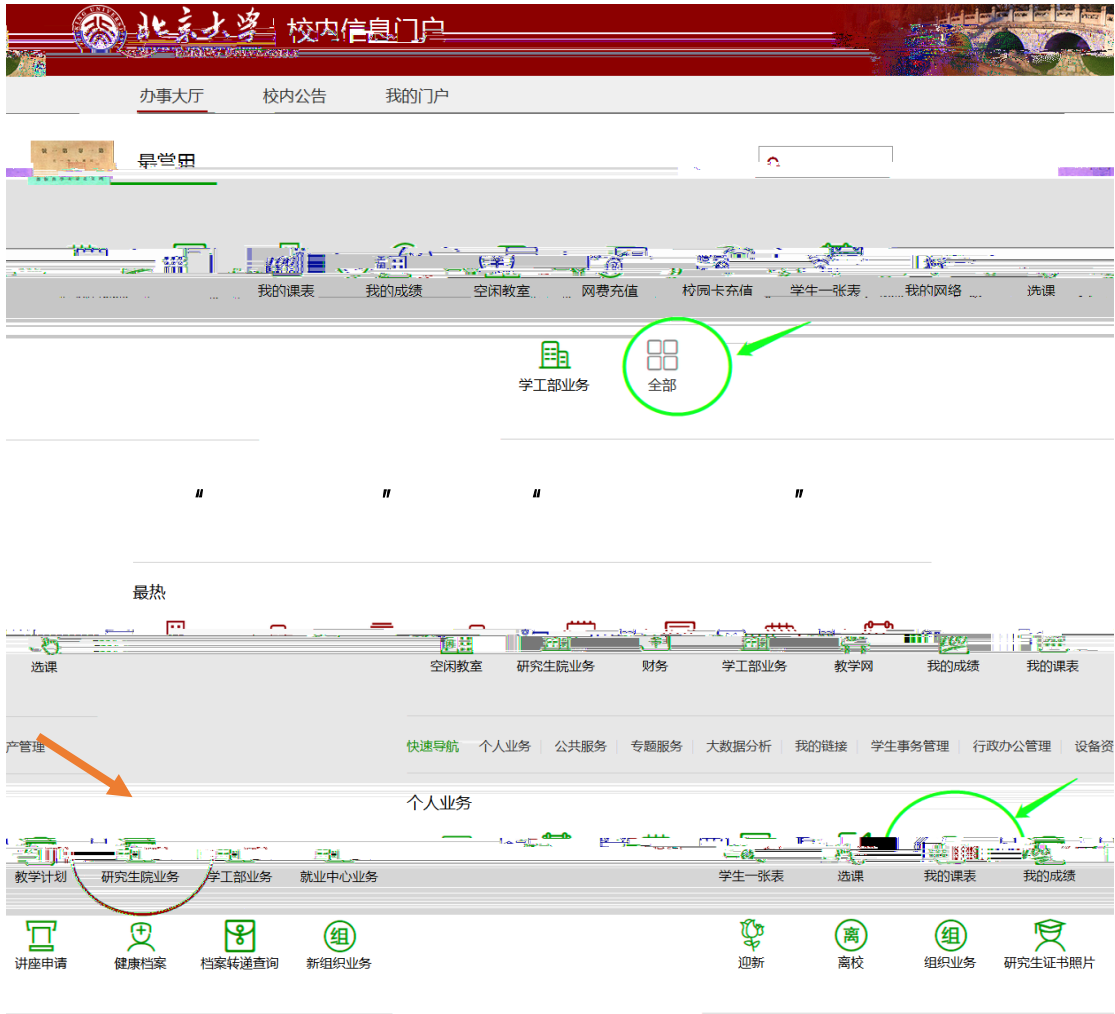 北京大学 校内信息门户
办事大厅 校内公告 我的门户
最常用
我的课表 我的成绩 空闲教室 网费充值 校园卡充值 学生一张表 我的网络 选课
学工部业务 全部
“ ” “ ”
最热
选课 空闲教室 研究生院业务 财务 学工部业务 教学网 我的成绩 我的课表
产管理 快速导航 个人业务 公共服务 专题服务 大数据分析 我的链接 学生事务管理 行政办公管理 设备资
个人业务
教学计划 研究生院业务 学工部业务 就业中心业务 学生一张表 选课 我的课表 我的成绩
组 离 组
讲座申请 健康档案 档案转递查询 新组织业务 迎新 离校 组织业务 研究生证书照片